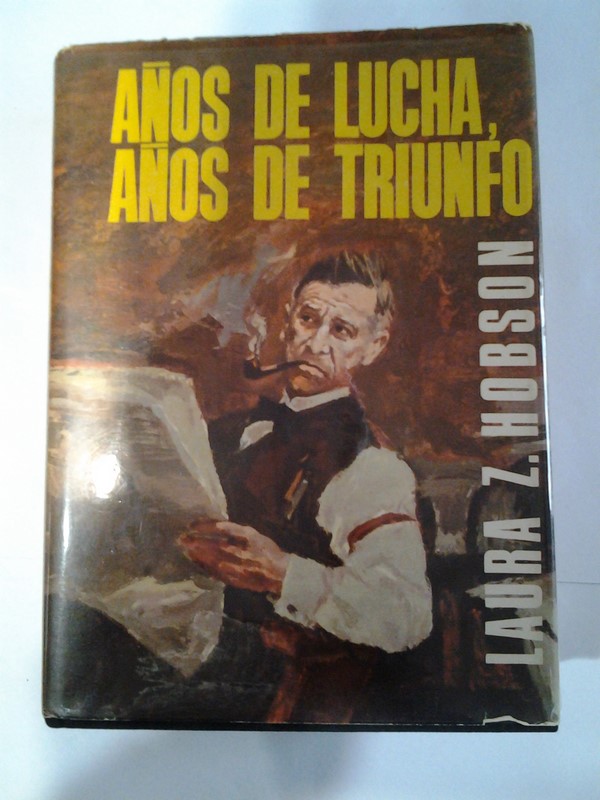 AÑOS DE LUCHA,
AÑOS DE TRIUNFO
LAURA Z. HOBSON